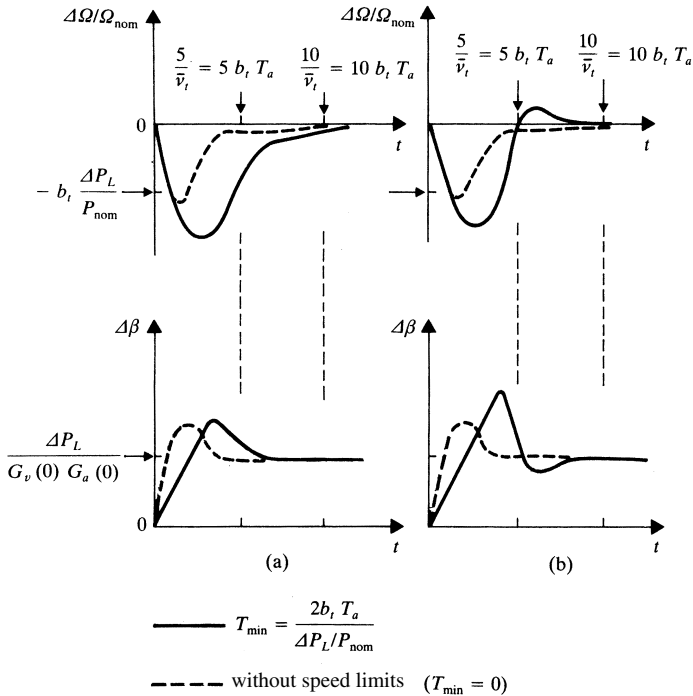 ΔΩ/Ω_nom
ΔΩ/Ω_nom
5/ν̄_t = 5 b_t T_a
10/ν̄_t = 10 b_t T_a
5/ν̄_t = 5 b_t T_a
10/ν̄_t = 10 b_t T_a
0
t
t
− b_t ΔP_L/P_nom
Δβ
Δβ
ΔP_L/G_v (0) G_a (0)
0
t
t
(a)
(b)
T_min = 2b_t T_a/ΔP_L/P_nom
without speed limits (T_min = 0)